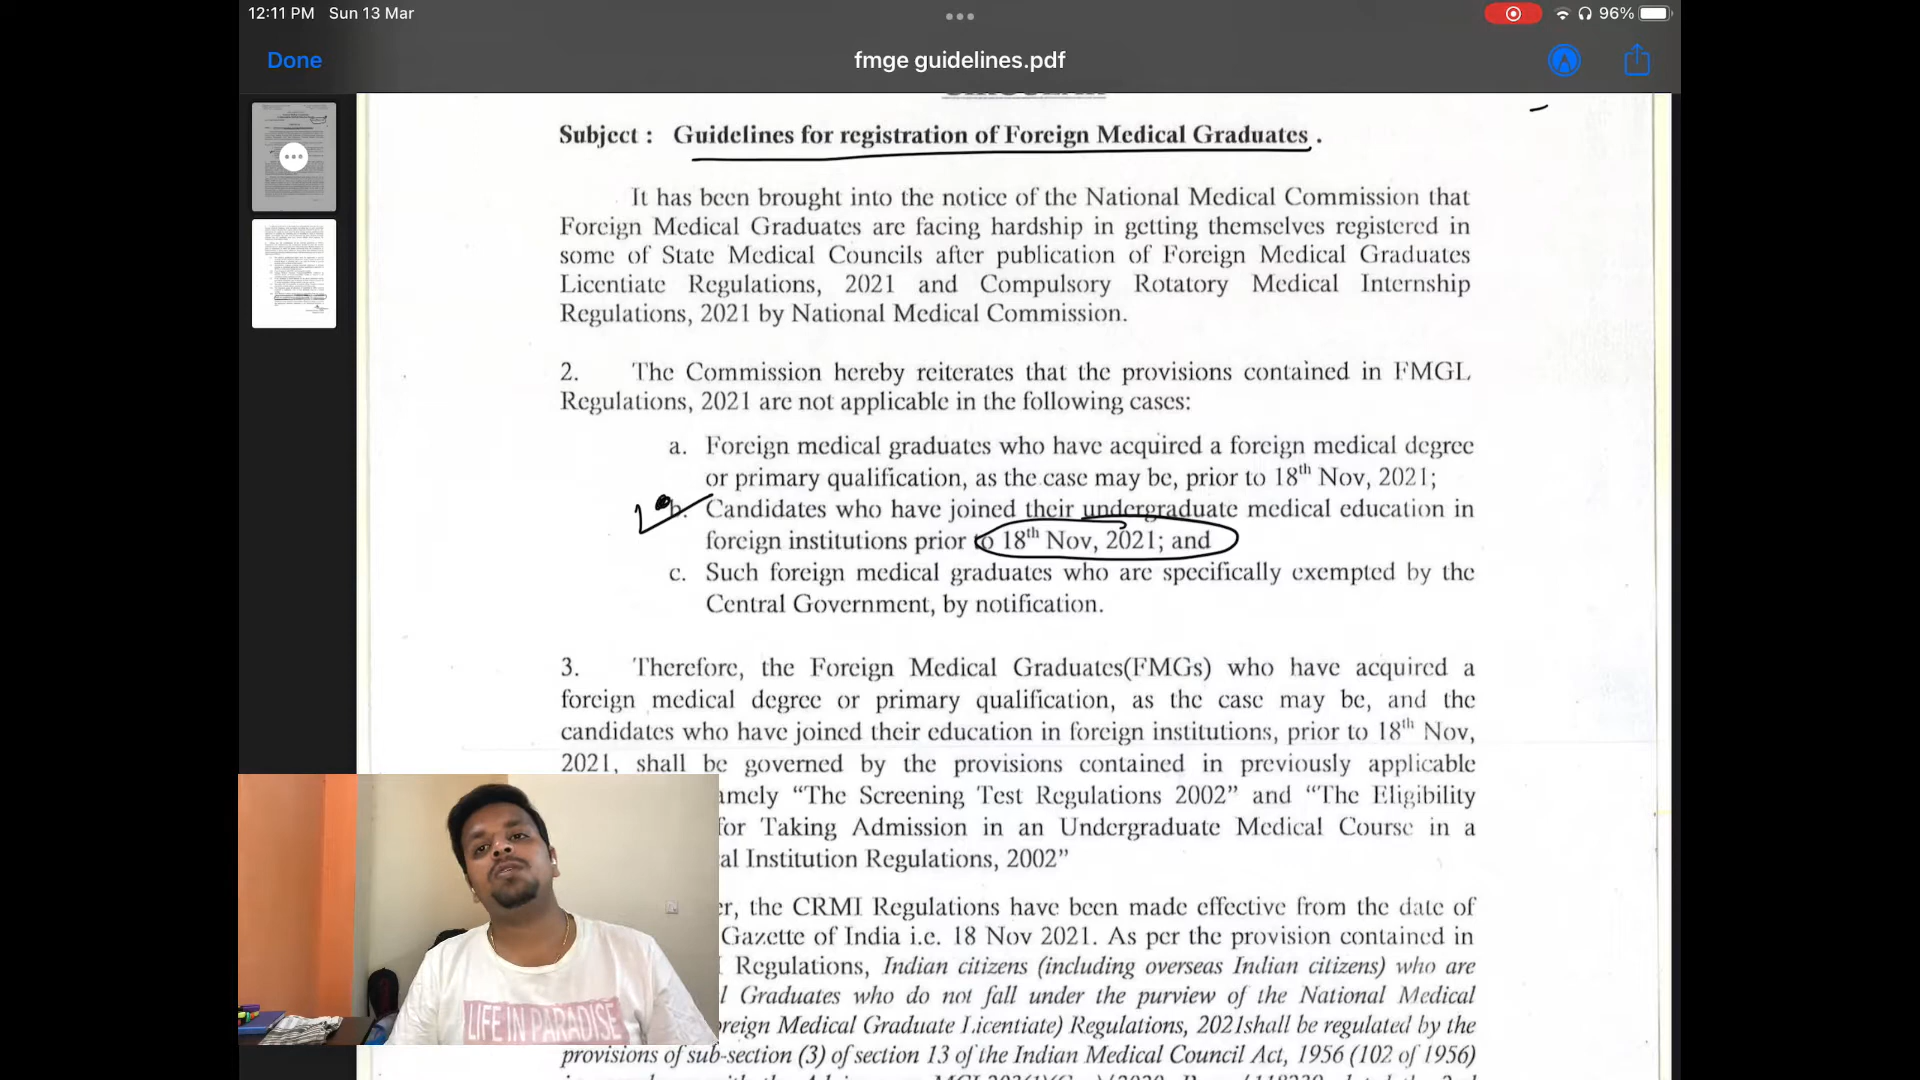 12:11 PM Sun 13 Mar
96%
Done
fmge guidelines.pdf
Subject : Guidelines for registration of Foreign Medical Graduates .
It has been brought into the notice of the National Medical Commission that
Foreign Medical Graduates are facing hardship in getting themselves registered in
some of State Medical Councils after publication of Foreign Medical Graduates
Licentiate Regulations, 2021 and Compulsory Rotatory Medical Internship
Regulations, 2021 by National Medical Commission.
2. The Commission hereby reiterates that the provisions contained in FMGL
Regulations, 2021 are not applicable in the following cases:
a. Foreign medical graduates who have acquired a foreign medical degree
or primary qualification, as the case may be, prior to 18th Nov, 2021;
b. Candidates who have joined their undergraduate medical education in
foreign institutions prior to 18th Nov, 2021; and
c. Such foreign medical graduates who are specifically exempted by the
Central Government, by notification.
3. Therefore, the Foreign Medical Graduates(FMGs) who have acquired a
foreign medical degree or primary qualification, as the case may be, and the
candidates who have joined their education in foreign institutions, prior to 18th Nov,
2021, shall be governed by the provisions contained in previously applicable
amely “The Screening Test Regulations 2002” and “The Eligibility
for Taking Admission in an Undergraduate Medical Course in a
al Institution Regulations, 2002”
er, the CRMI Regulations have been made effective from the date of
Gazette of India i.e. 18 Nov 2021. As per the provision contained in
Regulations, Indian citizens (including overseas Indian citizens) who are
l Graduates who do not fall under the purview of the National Medical
reign Medical Graduate Licentiate) Regulations, 2021shall be regulated by the
provisions of sub-section (3) of section 13 of the Indian Medical Council Act, 1956 (102 of 1956)
LIFE IN PARADISE